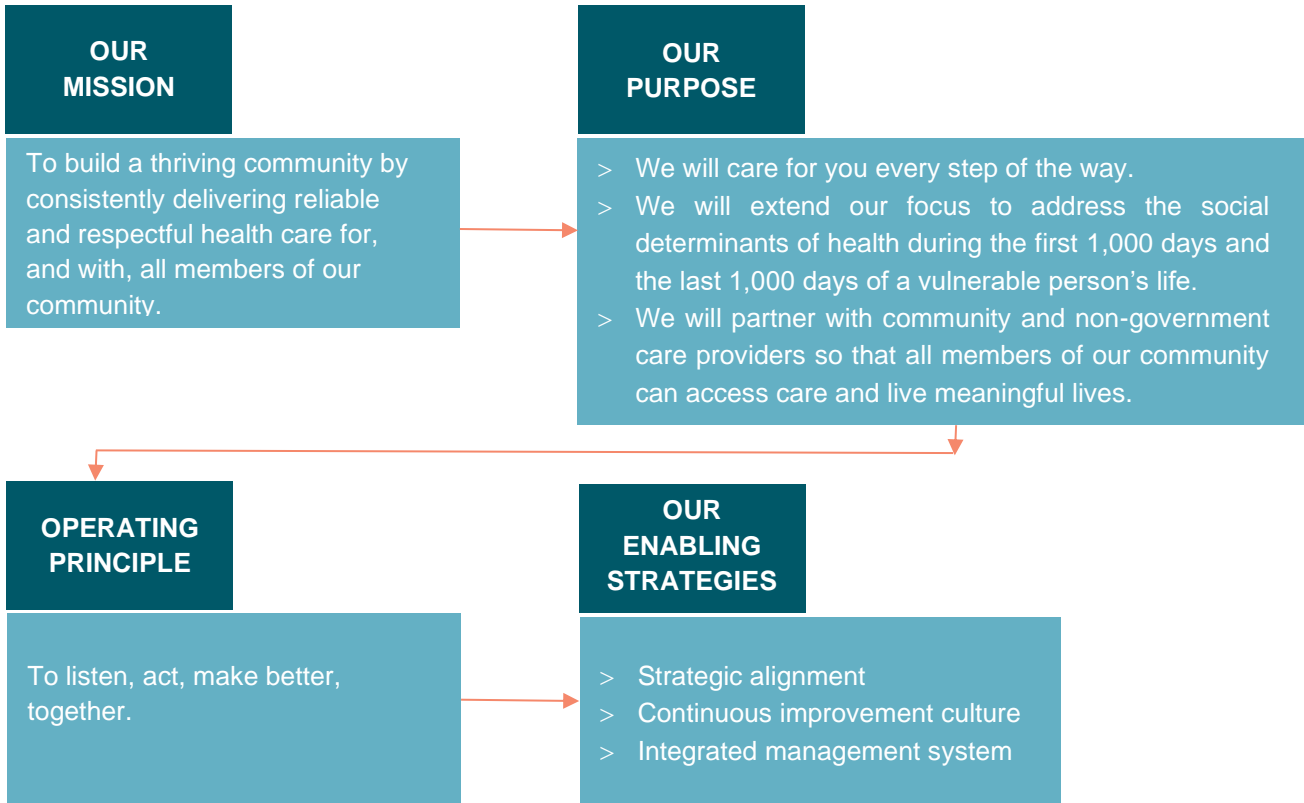 OUR
MISSION
To build a thriving community by
consistently delivering reliable
and respectful health care for,
and with, all members of our
community.
OUR
PURPOSE
> We will care for you every step of the way.
> We will extend our focus to address the social
determinants of health during the first 1,000 days and
the last 1,000 days of a vulnerable person's life.
> We will partner with community and non-government
care providers so that all members of our community
can access care and live meaningful lives.
OPERATING
PRINCIPLE
To listen, act, make better,
together.
OUR
ENABLING
STRATEGIES
> Strategic alignment
> Continuous improvement culture
> Integrated management system